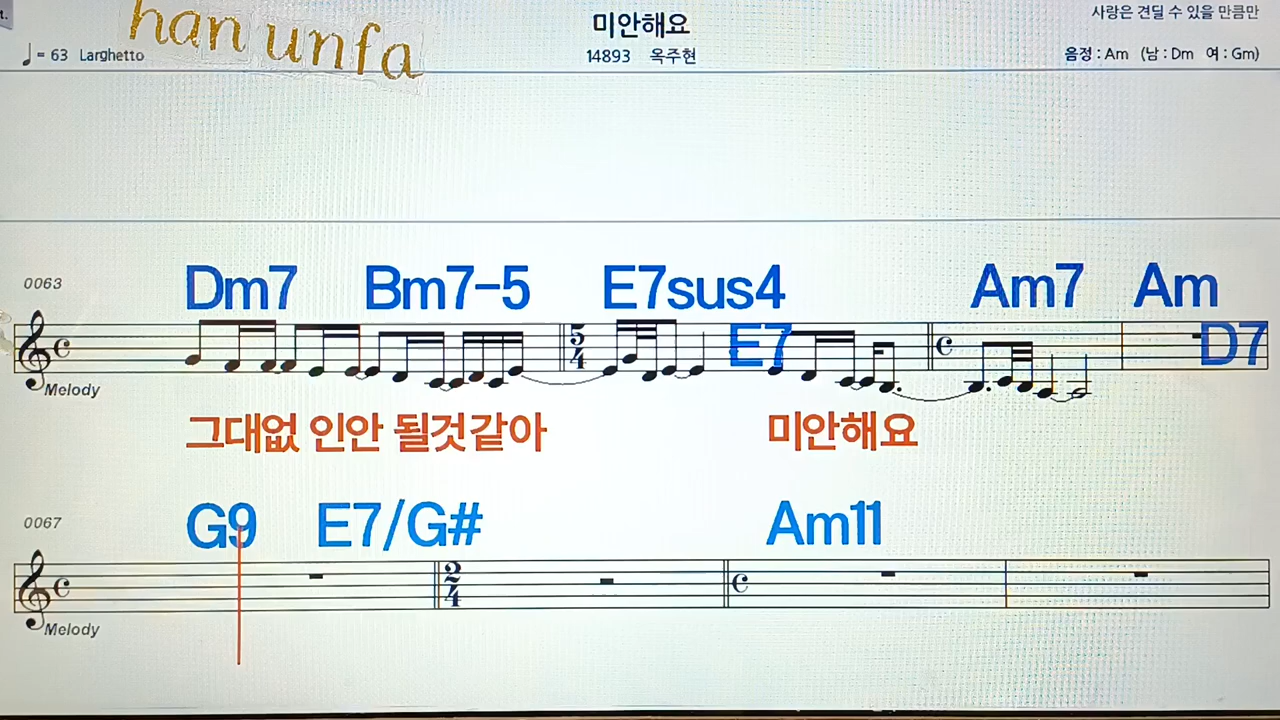 han unfa
미안해요
사랑은 견딜 수 있을 만큼만
♩= 63 Larghetto
14893 옥주현
음정 : Am (남 : Dm 여 : Gm)
0063
Dm7 Bm7-5 E7sus4 E7 Am7 Am D7
Melody
그대없 인안 될것같아 미안해요
0067
G9 E7/G# Am11
Melody